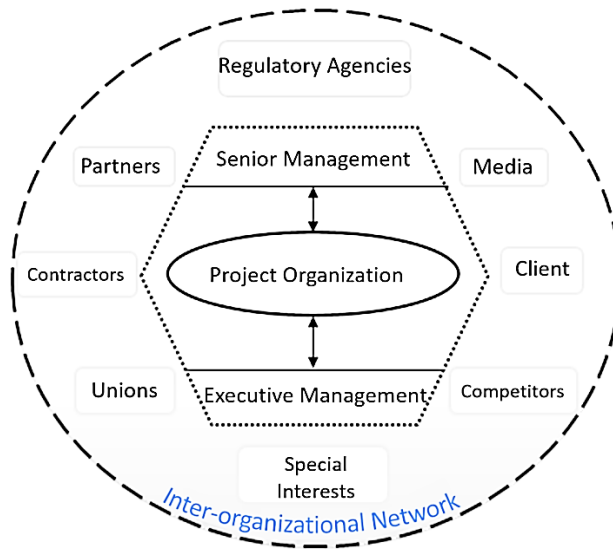 Regulatory Agencies
Partners
Senior Management
Media
Contractors
Project Organization
Client
Unions
Executive Management
Competitors
Special
Interests
Inter-organizational Network